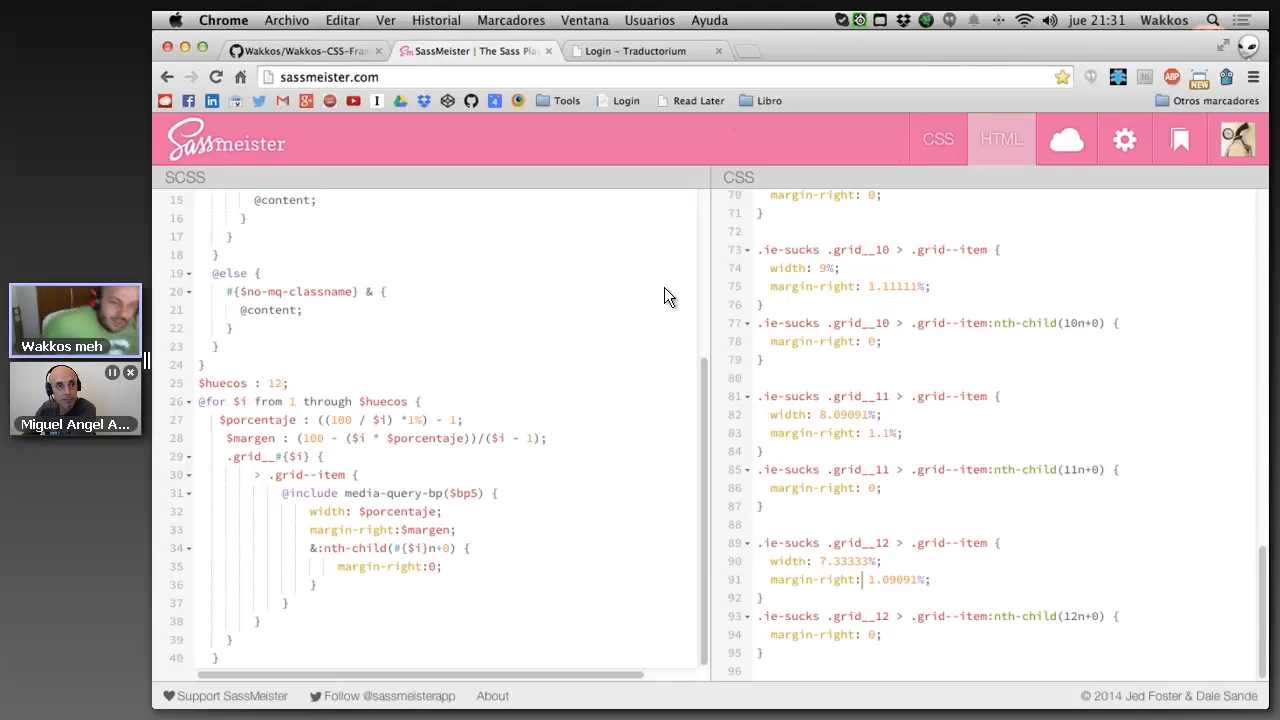 Chrome Archivo Editar Ver Historial Marcadores Ventana Usuarios Ayuda jue 21:31 Wakkos
Wakkos/Wakkos-CSS-Fra SassMeister | The Sass Pla Login - Traductorium
sassmeister.com
ABP NEW
Tools Login Read Later Libro Otros marcadores
SassMeister CSS HTML
SCSS
15 @content;
16 }
17 }
18 }
19 @else {
20 #{$no-mq-classname} & {
21 @content;
22 }
23 }
24 }
25 $huecos : 12;
26 @for $i from 1 through $huecos {
27 $porcentaje : ((100 / $i) *1%) - 1;
28 $margen : (100 - ($i * $porcentaje))/($i - 1);
29 .grid__#{$i} {
30 > .grid--item {
31 @include media-query-bp($bp5) {
32 width: $porcentaje;
33 margin-right:$margen;
34 &:nth-child(#{$i}n+0) {
35 margin-right:0;
36 }
37 }
38 }
39 }
40 }
CSS
70 margin-right: 0;
71 }
72
73 .ie-sucks .grid__10 > .grid--item {
74 width: 9%;
75 margin-right: 1.11111%;
76 }
77 .ie-sucks .grid__10 > .grid--item:nth-child(10n+0) {
78 margin-right: 0;
79 }
80
81 .ie-sucks .grid__11 > .grid--item {
82 width: 8.09091%;
83 margin-right: 1.1%;
84 }
85 .ie-sucks .grid__11 > .grid--item:nth-child(11n+0) {
86 margin-right: 0;
87 }
88
89 .ie-sucks .grid__12 > .grid--item {
90 width: 7.33333%;
91 margin-right: 1.09091%;
92 }
93 .ie-sucks .grid__12 > .grid--item:nth-child(12n+0) {
94 margin-right: 0;
95 }
96
Wakkos meh
Miguel Angel A...
Support SassMeister Follow @sassmeisterapp About © 2014 Jed Foster & Dale Sande